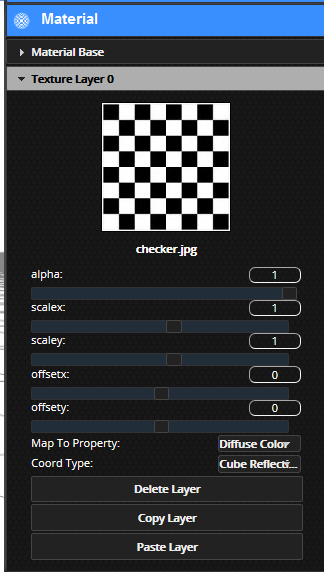 Material
Material Base
Texture Layer 0
checker.jpg
alpha: 1
scalex: 1
scaley: 1
offsetx: 0
offsety: 0
Map To Property: Diffuse Color
Coord Type: Cube Reflecti...
Delete Layer
Copy Layer
Paste Layer